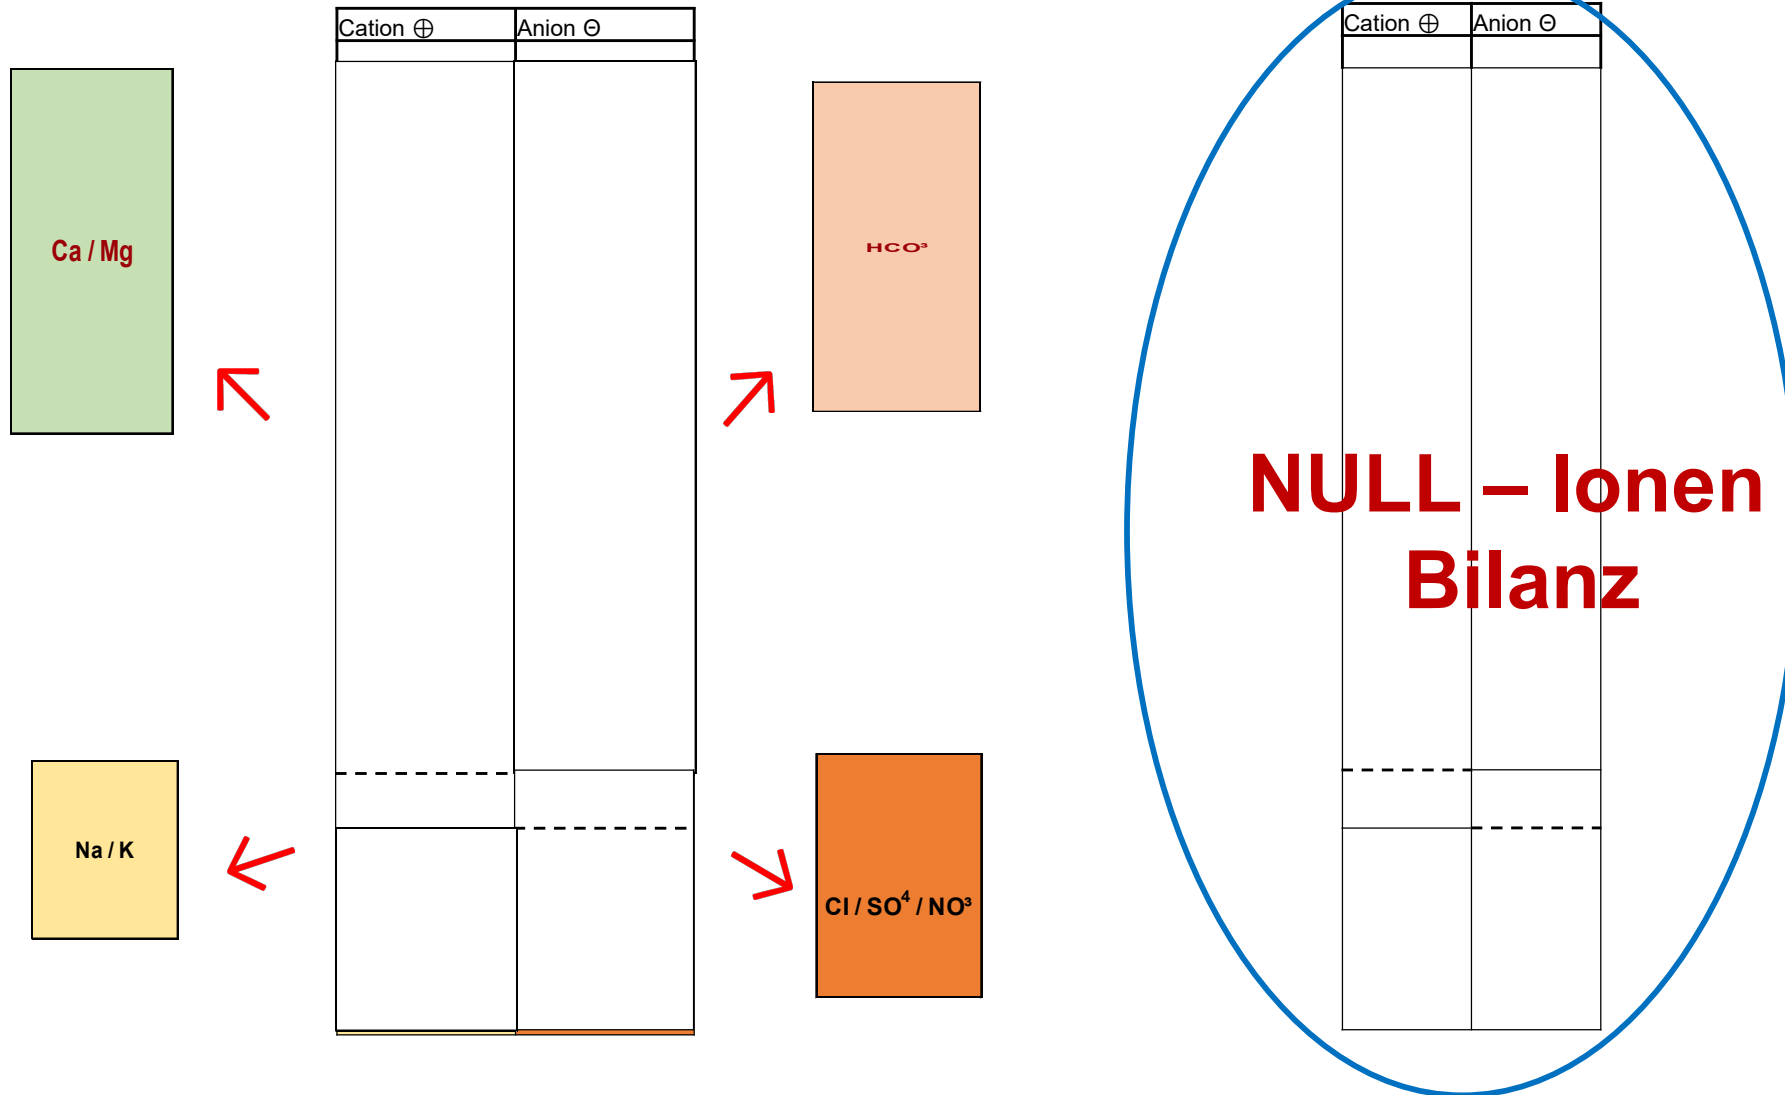 Cation ⊕ Anion Θ
Cation ⊕ Anion Θ
Ca / Mg
HCO³
NULL – Ionen
Bilanz
Na / K
Cl / SO⁴ / NO³